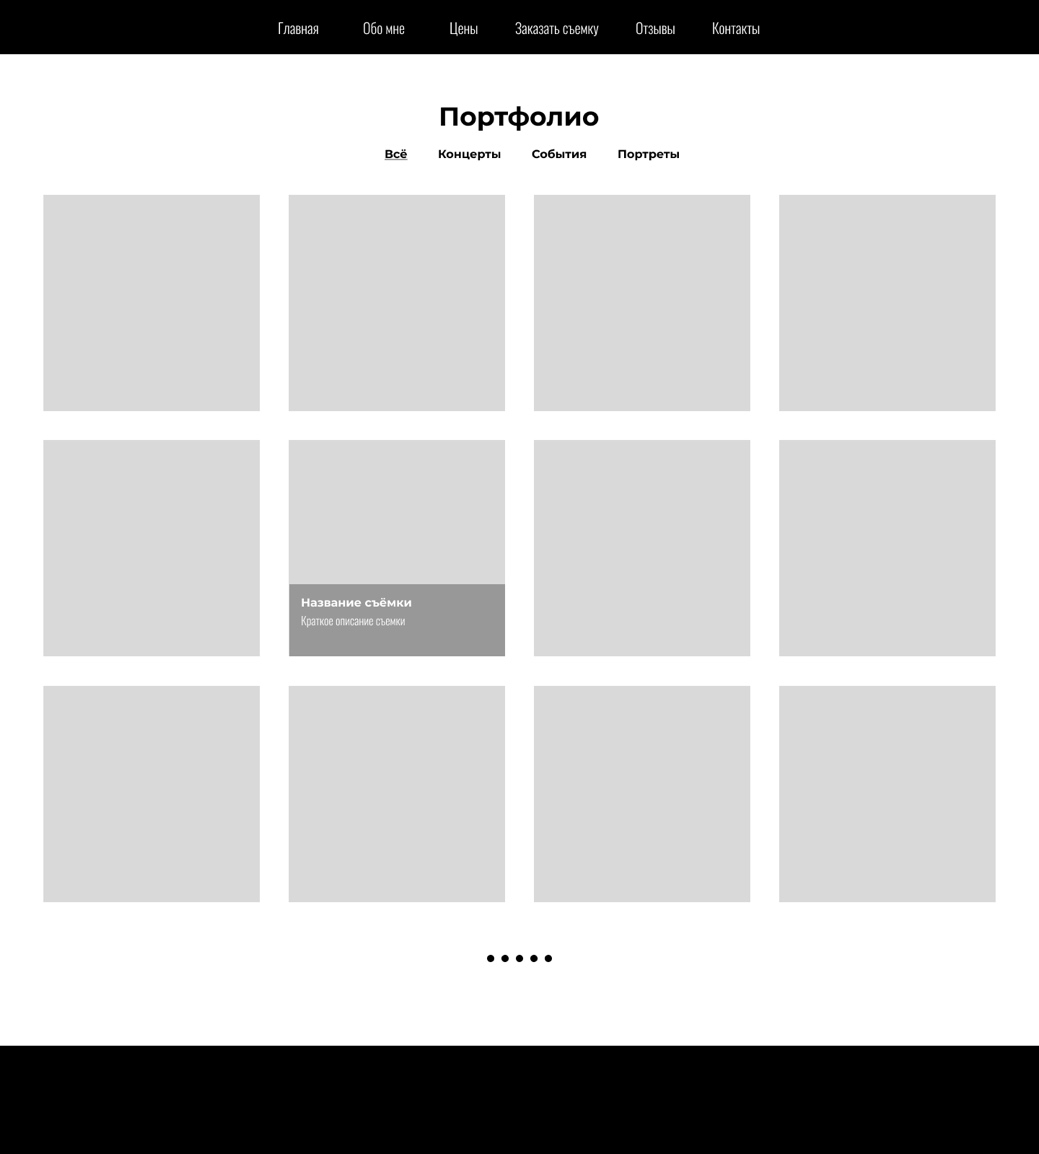 Главная Обо мне Цены Заказать съемку Отзывы Контакты
Портфолио
Всё Концерты События Портреты
Название съёмки
Краткое описание съемки